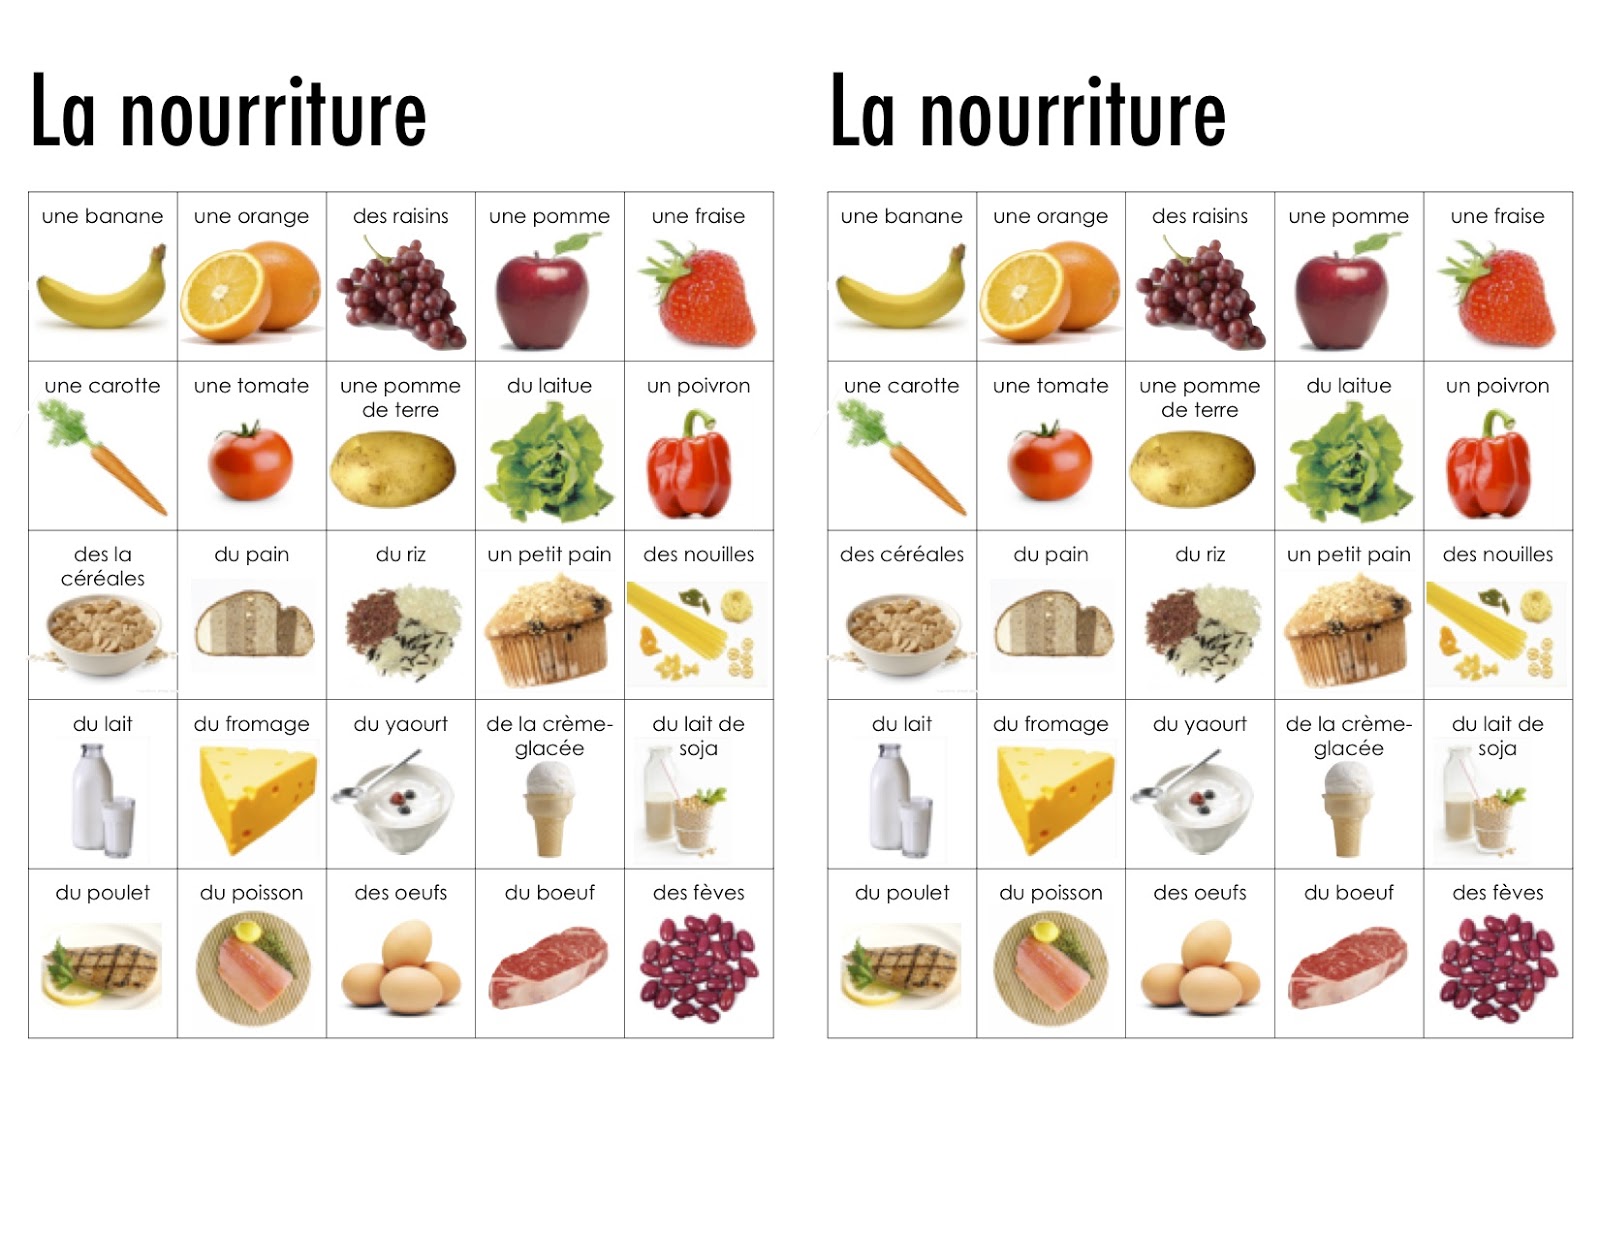 La nourriture
une banane
une orange
des raisins
une pomme
une fraise
une carotte
une tomate
une pomme
de terre
du laitue
un poivron
des la
céréales
du pain
du riz
un petit pain
des nouilles
du lait
du fromage
du yaourt
de la crème-
glacée
du lait de
soja
du poulet
du poisson
des oeufs
du boeuf
des fèves
La nourriture
une banane
une orange
des raisins
une pomme
une fraise
une carotte
une tomate
une pomme
de terre
du laitue
un poivron
des céréales
du pain
du riz
un petit pain
des nouilles
du lait
du fromage
du yaourt
de la crème-
glacée
du lait de
soja
du poulet
du poisson
des oeufs
du boeuf
des fèves